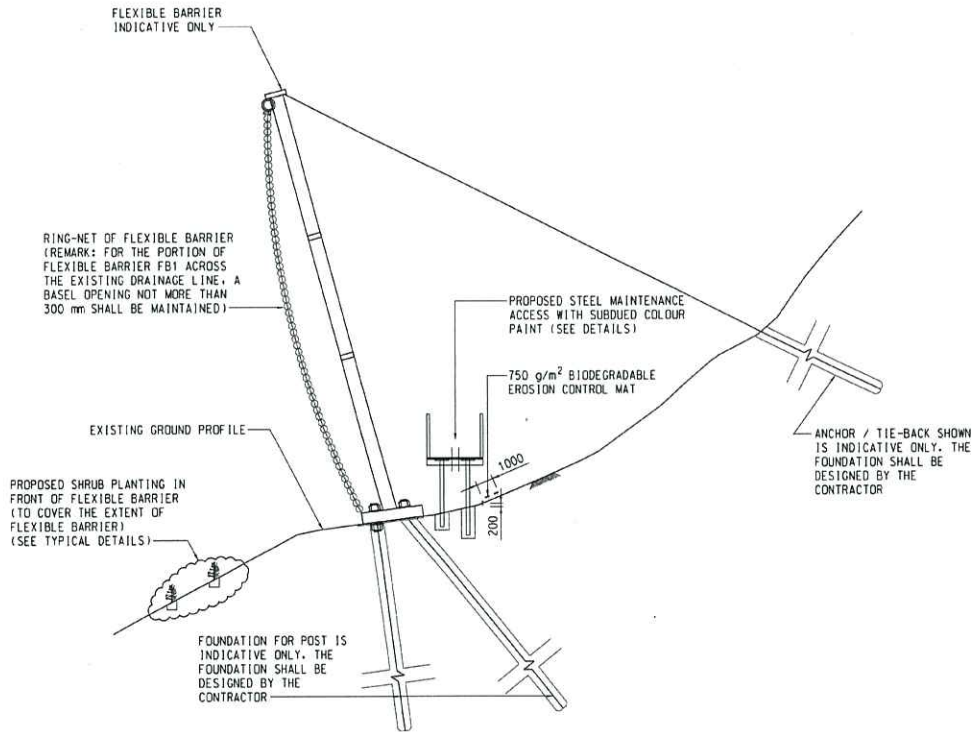 FLEXIBLE BARRIER
INDICATIVE ONLY
RING-NET OF FLEXIBLE BARRIER
(REMARK: FOR THE PORTION OF
FLEXIBLE BARRIER FB1 ACROSS
THE EXISTING DRAINAGE LINE, A
BASEL OPENING NOT MORE THAN
300 mm SHALL BE MAINTAINED)
PROPOSED STEEL MAINTENANCE
ACCESS WITH SUBDUED COLOUR
PAINT (SEE DETAILS)
750 g/m² BIODEGRADABLE
EROSION CONTROL MAT
EXISTING GROUND PROFILE
1000
200
ANCHOR / TIE-BACK SHOWN
IS INDICATIVE ONLY. THE
FOUNDATION SHALL BE
DESIGNED BY THE
CONTRACTOR
PROPOSED SHRUB PLANTING IN
FRONT OF FLEXIBLE BARRIER
(TO COVER THE EXTENT OF
FLEXIBLE BARRIER)
(SEE TYPICAL DETAILS)
FOUNDATION FOR POST IS
INDICATIVE ONLY. THE
FOUNDATION SHALL BE
DESIGNED BY THE
CONTRACTOR